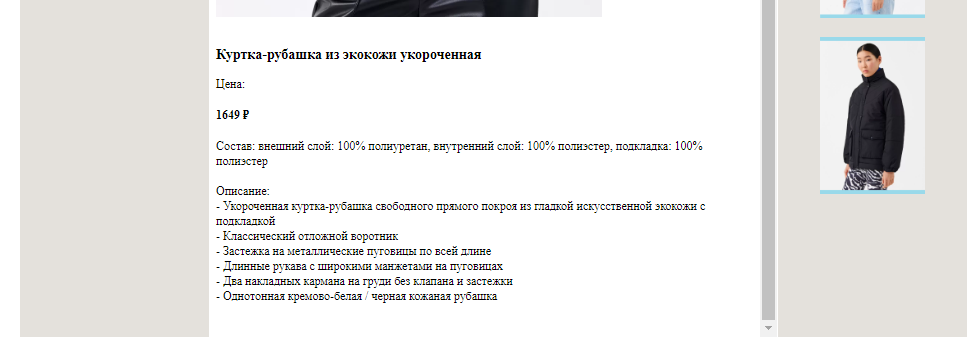 Куртка-рубашка из экокожи укороченная
Цена:
1649 ₽
Состав: внешний слой: 100% полиуретан, внутренний слой: 100% полиэстер, подкладка: 100%
полиэстер
Описание:
- Укороченная куртка-рубашка свободного прямого покроя из гладкой искусственной экокожи с
подкладкой
- Классический отложной воротник
- Застежка на металлические пуговицы по всей длине
- Длинные рукава с широкими манжетами на пуговицах
- Два накладных кармана на груди без клапана и застежки
- Однотонная кремово-белая / черная кожаная рубашка